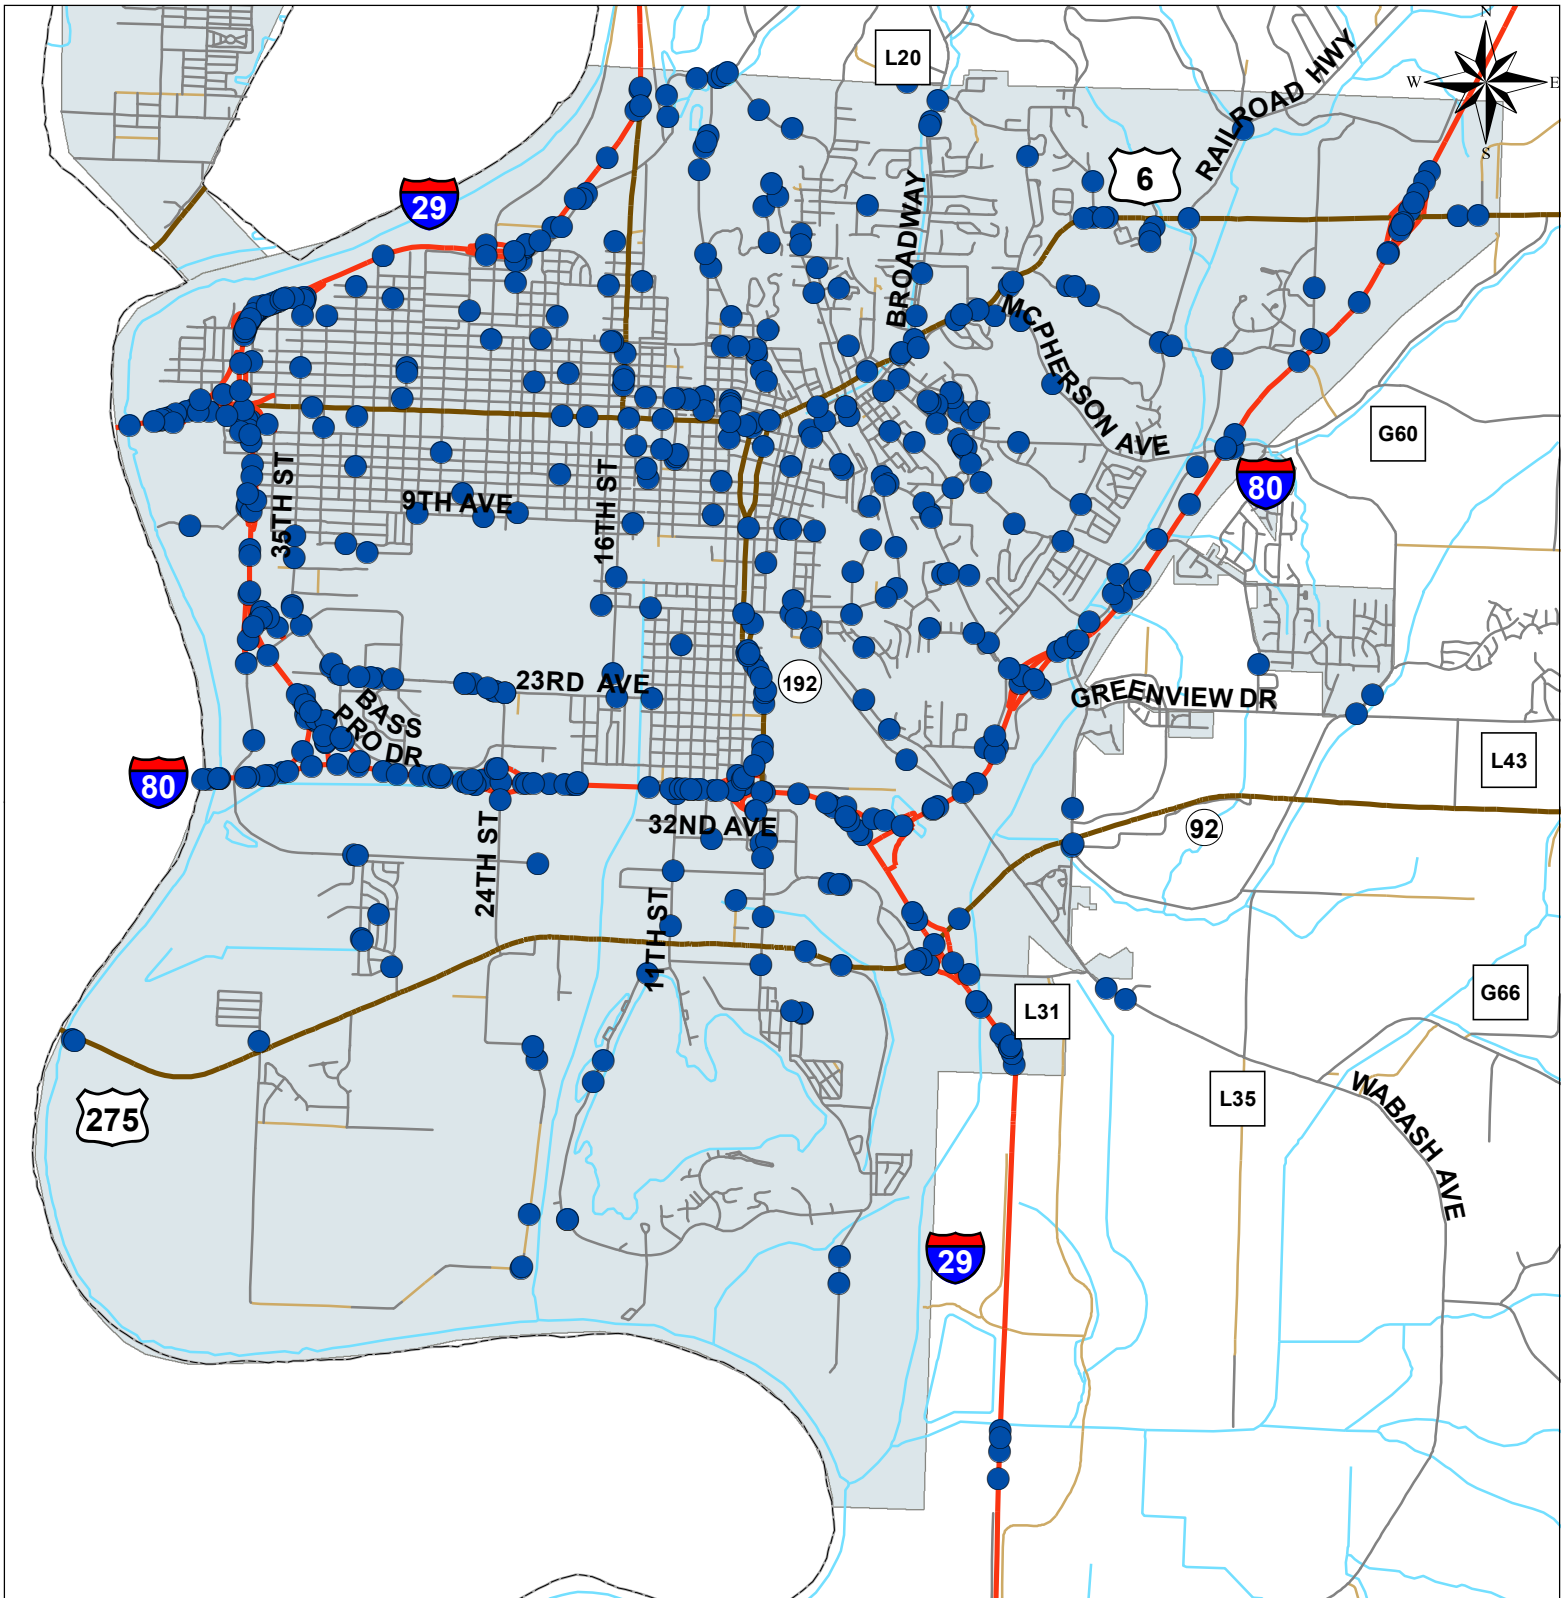 N
L20
RAILROAD HWY
W
E
S
6
29
BROADWAY
MCPHERSON AVE
G60
80
35TH ST
9TH AVE
16TH ST
23RD AVE
192
GREENVIEW DR
BASS
PRO DR
L43
80
24TH ST
32ND AVE
92
11TH ST
L31
G66
275
L35
WABASH AVE
29